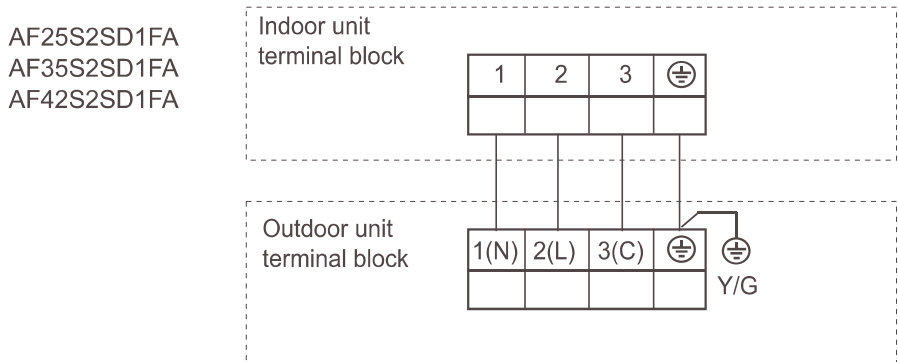 AF25S2SD1FA
AF35S2SD1FA
AF42S2SD1FA
Indoor unit
terminal block
1 2 3
Outdoor unit
terminal block
1(N) 2(L) 3(C)
Y/G